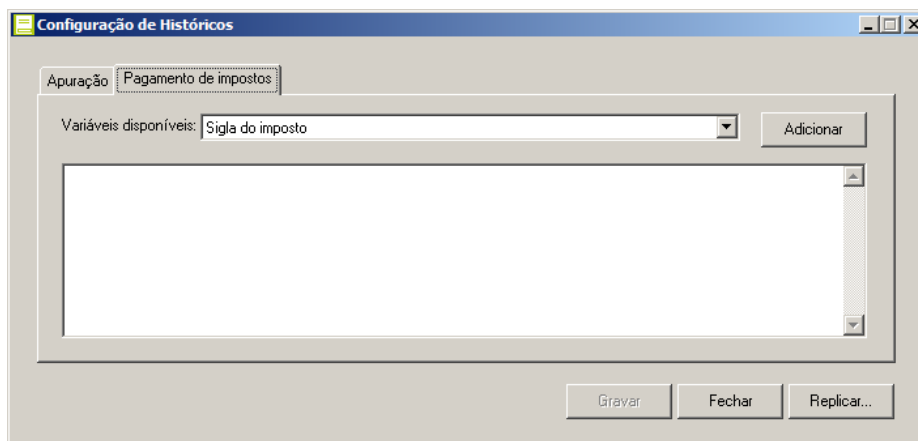 Configuração de Históricos
Apuração Pagamento de impostos
Variáveis disponíveis: Sigla do imposto Adicionar
Gravar Fechar Replicar...